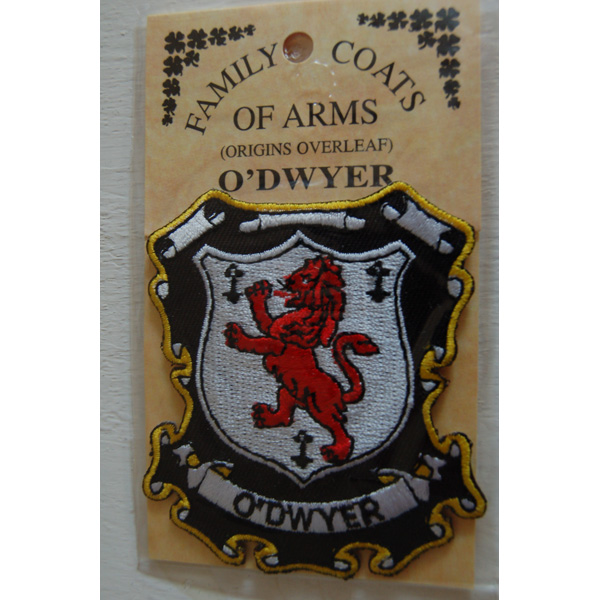 FAMILY COATS
OF ARMS
(ORIGINS OVERLEAF)
O'DWYER
O'DWYER